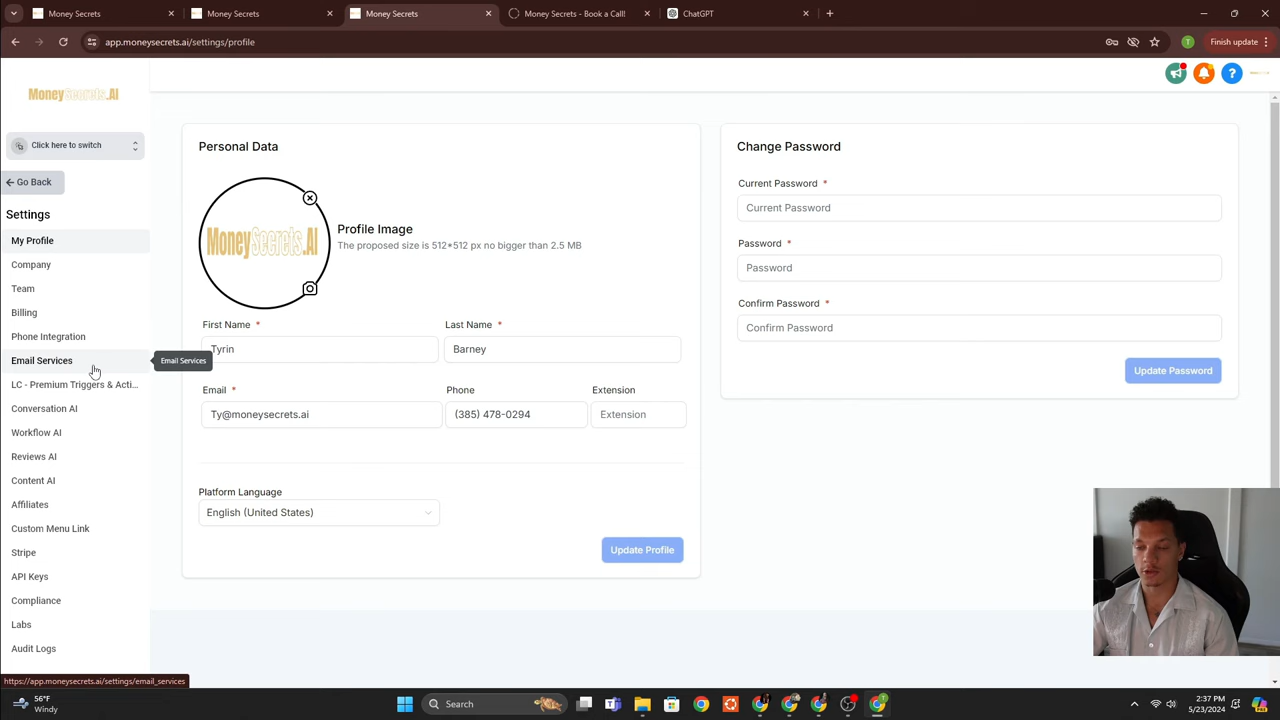 Money Secrets
Money Secrets
Money Secrets
Money Secrets - Book a Call!
ChatGPT
app.moneysecrets.ai/settings/profile
Finish update
MoneySecrets.AI
Click here to switch
Go Back
Settings
My Profile
Company
Team
Billing
Phone Integration
Email Services
Email Services
LC - Premium Triggers & Acti...
Conversation AI
Workflow AI
Reviews AI
Content AI
Affiliates
Custom Menu Link
Stripe
API Keys
Compliance
Labs
Audit Logs
https://app.moneysecrets.ai/settings/email_services
Personal Data
MoneySecrets.AI
Profile Image
The proposed size is 512*512 px no bigger than 2.5 MB
First Name *
Last Name *
Tyrin
Barney
Email *
Phone
Extension
Ty@moneysecrets.ai
(385) 478-0294
Extension
Platform Language
English (United States)
Update Profile
Change Password
Current Password *
Current Password
Password *
Password
Confirm Password *
Confirm Password
Update Password
56°F
Windy
Search
2:37 PM
5/23/2024